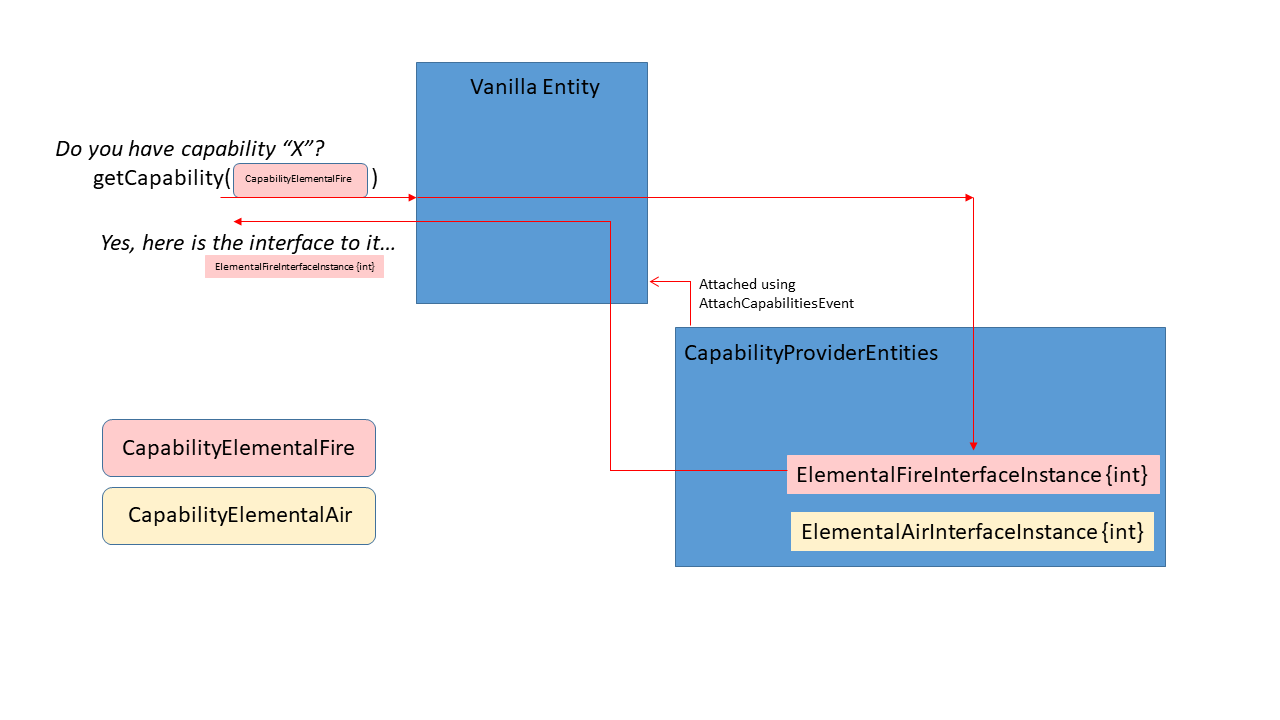 Vanilla Entity
Do you have capability “X”?
getCapability( CapabilityElementalFire )
Yes, here is the interface to it…
ElementalFireInterfaceInstance {int}
Attached using
AttachCapabilitiesEvent
CapabilityProviderEntities
CapabilityElementalFire
ElementalFireInterfaceInstance {int}
CapabilityElementalAir
ElementalAirInterfaceInstance {int}